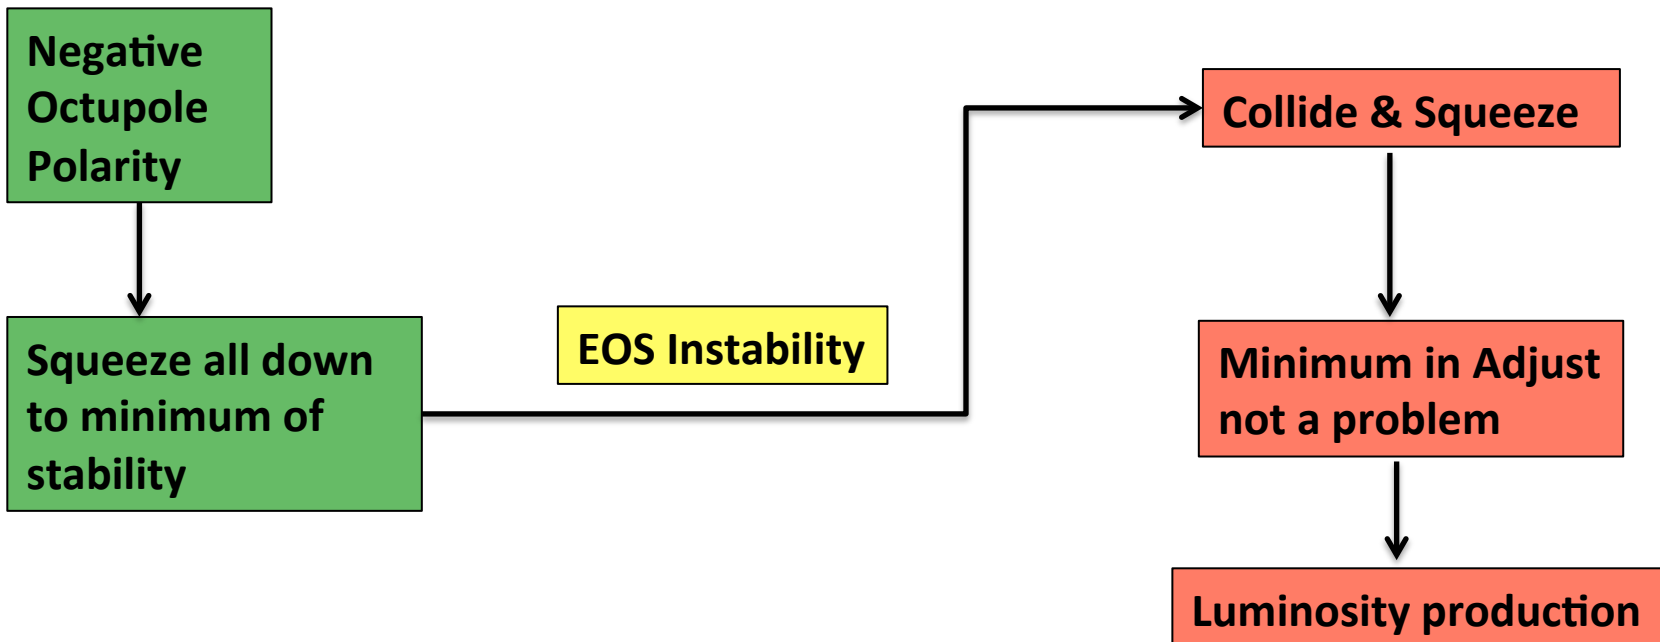 Negative
Octupole
Polarity
Squeeze all down
to minimum of
stability
EOS Instability
Collide & Squeeze
Minimum in Adjust
not a problem
Luminosity production